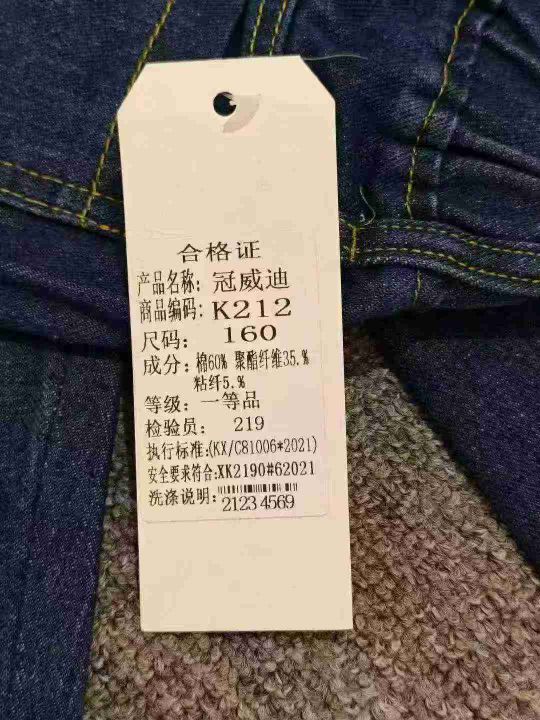 合格证
产品名称: 冠威迪
商品编码: K212
尺码: 160
成分: 棉60% 聚酯纤维35.%
粘纤5.%
等级: 一等品
检验员: 219
执行标准:(KX/C81006*2021)
安全要求符合:XK2190#62021
洗涤说明:
2123 4569